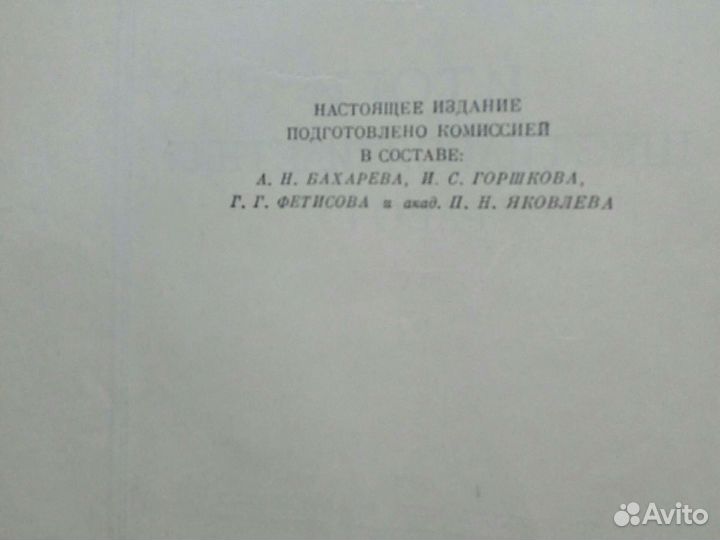 НАСТОЯЩЕЕ ИЗДАНИЕ
ПОДГОТОВЛЕНО КОМИССИЕЙ
В СОСТАВЕ:
А. Н. БАХАРЕВА, И. С. ГОРШКОВА,
Г. Г. ФЕТИСОВА и акад. П. Н. ЯКОВЛЕВА
Avito